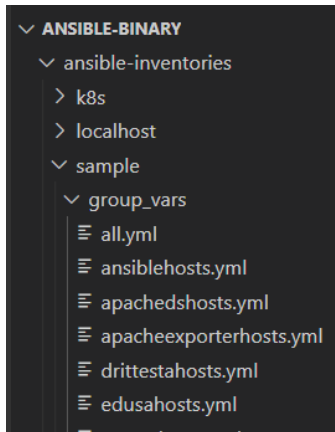 ANSIBLE-BINARY
ansible-inventories
k8s
localhost
sample
group_vars
all.yml
ansiblehosts.yml
apachedshosts.yml
apacheexporterhosts.yml
drittestahosts.yml
edusahosts.yml